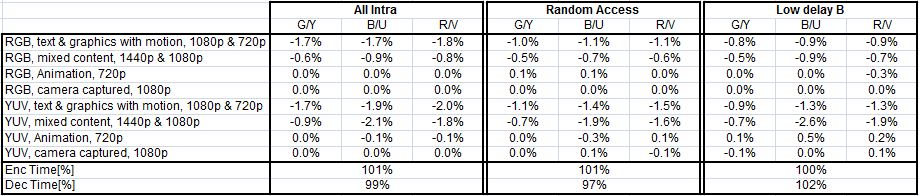 All Intra Random Access Low delay B
G/Y B/U R/V G/Y B/U R/V G/Y B/U R/V
RGB, text & graphics with motion, 1080p & 720p -1.7% -1.7% -1.8% -1.0% -1.1% -1.1% -0.8% -0.9% -0.9%
RGB, mixed content, 1440p & 1080p -0.6% -0.9% -0.8% -0.5% -0.7% -0.6% -0.5% -0.9% -0.7%
RGB, Animation, 720p 0.0% 0.0% 0.0% 0.1% 0.1% 0.0% 0.0% 0.0% -0.3%
RGB, camera captured, 1080p 0.0% 0.0% 0.0% 0.0% 0.0% 0.0% 0.0% 0.0% 0.0%
YUV, text & graphics with motion, 1080p & 720p -1.7% -1.9% -2.0% -1.1% -1.4% -1.5% -0.9% -1.3% -1.3%
YUV, mixed content, 1440p & 1080p -0.9% -2.1% -1.8% -0.7% -1.9% -1.6% -0.7% -2.6% -1.9%
YUV, Animation, 720p 0.0% -0.1% -0.1% 0.0% -0.3% 0.1% 0.1% 0.5% 0.2%
YUV, camera captured, 1080p 0.0% 0.0% 0.0% 0.0% 0.1% -0.1% -0.1% 0.0% 0.1%
Enc Time[%] 101% 101% 100%
Dec Time[%] 99% 97% 102%